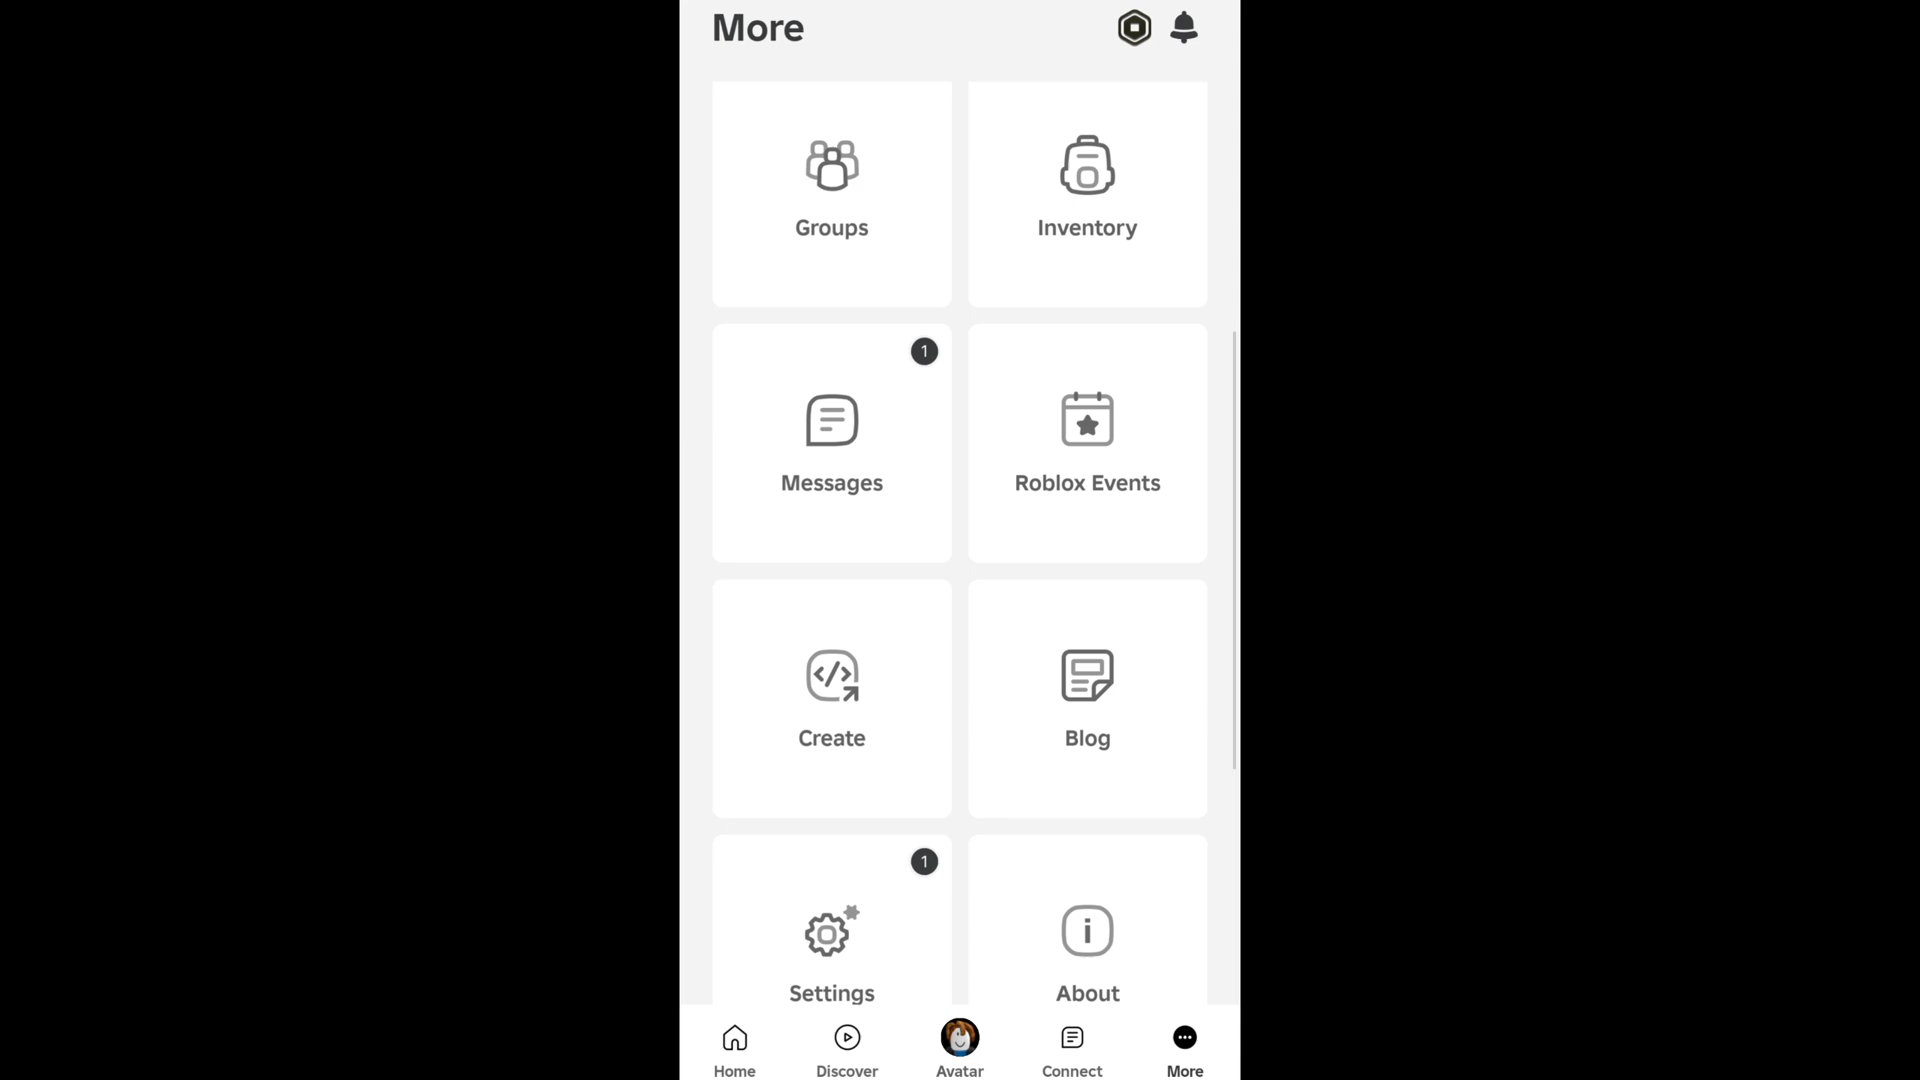 More
Groups
Inventory
1
Messages
Roblox Events
Create
Blog
1
Settings
About
Home
Discover
Avatar
Connect
More